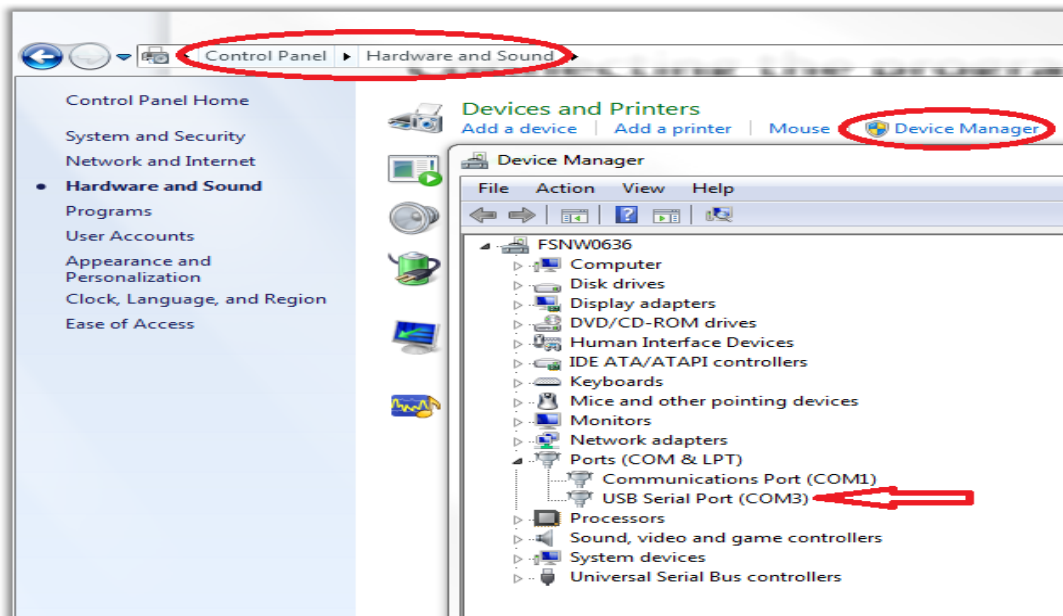 Control Panel Hardware and Sound
Connecting the progra
Control Panel Home
System and Security
Network and Internet
Hardware and Sound
Programs
User Accounts
Appearance and
Personalization
Clock, Language, and Region
Ease of Access
Devices and Printers
Add a device Add a printer Mouse Device Manager
Device Manager
File Action View Help
FSNW0636
Computer
Disk drives
Display adapters
DVD/CD-ROM drives
Human Interface Devices
IDE ATA/ATAPI controllers
Keyboards
Mice and other pointing devices
Monitors
Network adapters
Ports (COM & LPT)
Communications Port (COM1)
USB Serial Port (COM3)
Processors
Sound, video and game controllers
System devices
Universal Serial Bus controllers